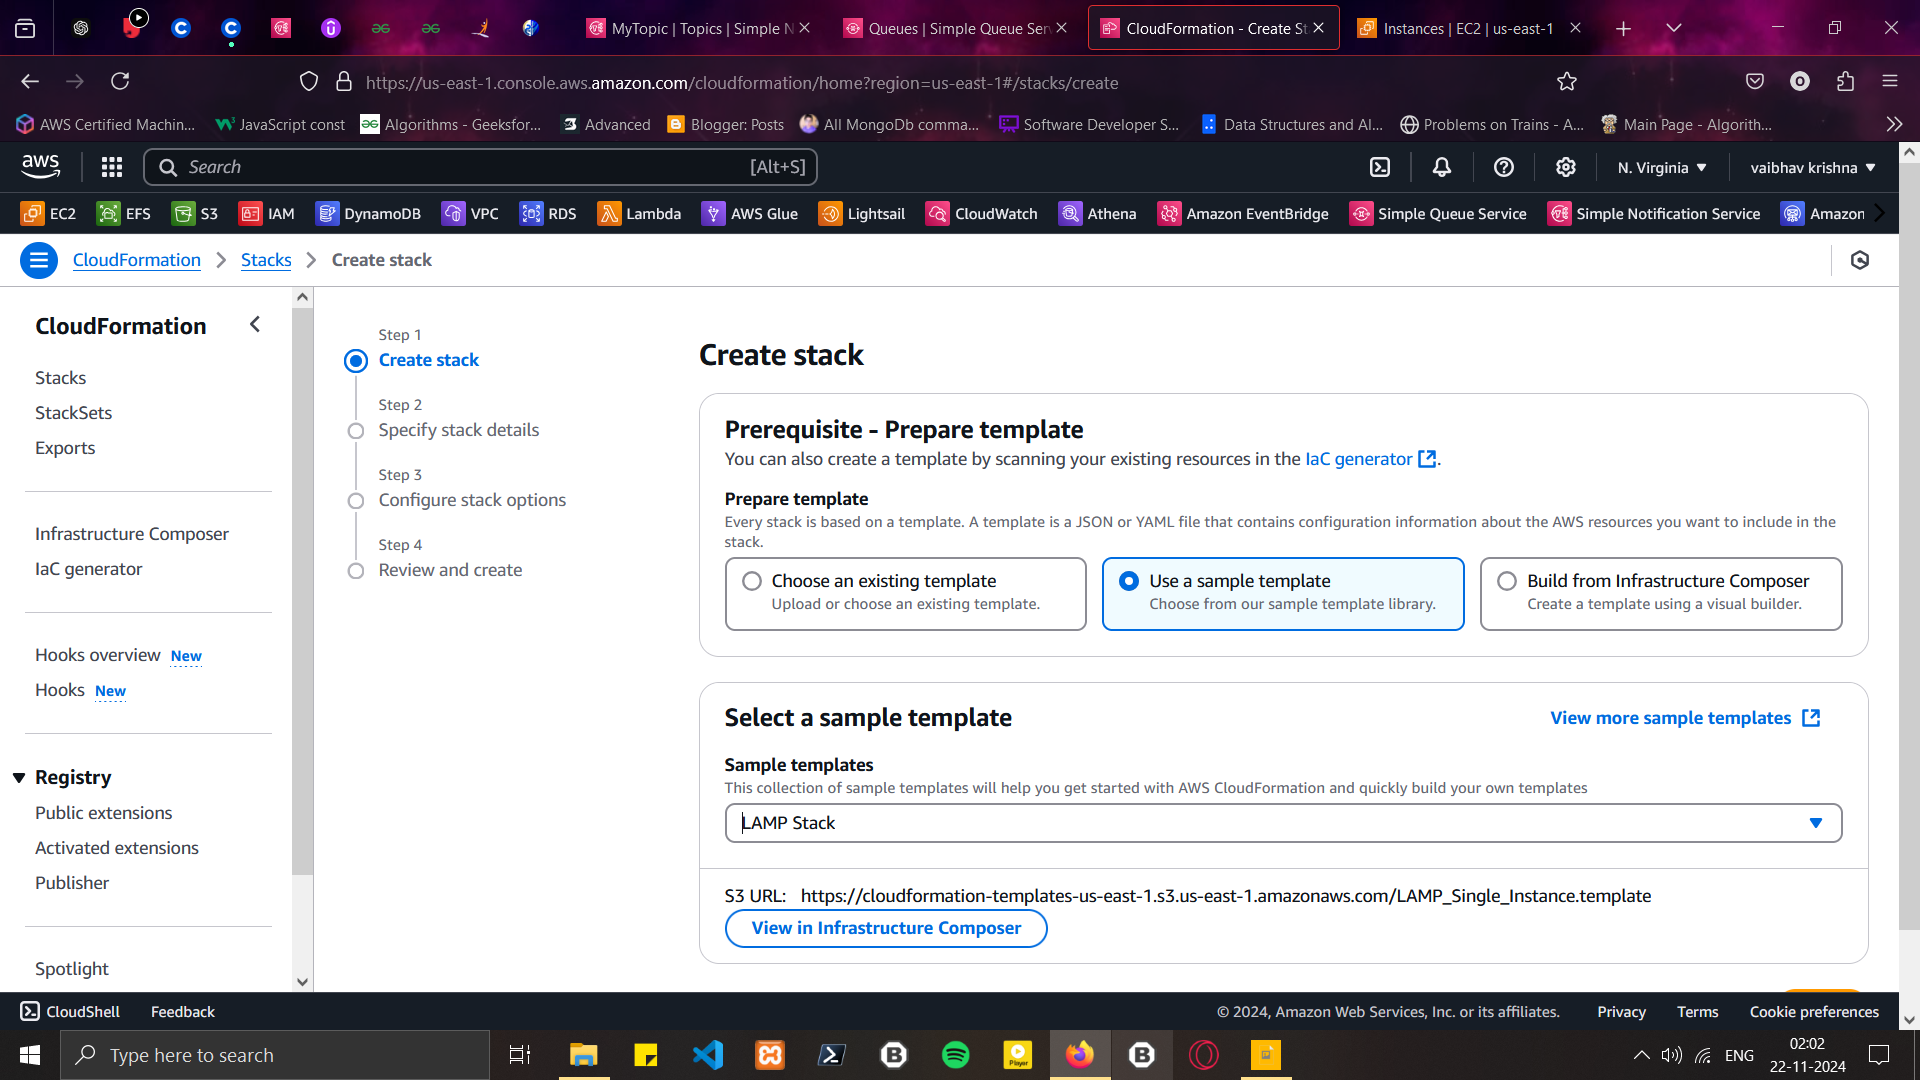 MyTopic | Topics | Simple N
Queues | Simple Queue Serv
CloudFormation - Create St
Instances | EC2 | us-east-1
https://us-east-1.console.aws.amazon.com/cloudformation/home?region=us-east-1#/stacks/create
AWS Certified Machin...
JavaScript const
Algorithms - Geeksfor...
Advanced
Blogger: Posts
All MongoDb comma...
Software Developer S...
Data Structures and Al...
Problems on Trains - A...
Main Page - Algorith...
aws
Search
[Alt+S]
N. Virginia
vaibhav krishna
EC2
EFS
S3
IAM
DynamoDB
VPC
RDS
Lambda
AWS Glue
Lightsail
CloudWatch
Athena
Amazon EventBridge
Simple Queue Service
Simple Notification Service
Amazon
CloudFormation
Stacks
Create stack
CloudFormation
Stacks
StackSets
Exports
Infrastructure Composer
IaC generator
Hooks overview New
Hooks New
Registry
Public extensions
Activated extensions
Publisher
Spotlight
Step 1
Create stack
Step 2
Specify stack details
Step 3
Configure stack options
Step 4
Review and create
Create stack
Prerequisite - Prepare template
You can also create a template by scanning your existing resources in the IaC generator.
Prepare template
Every stack is based on a template. A template is a JSON or YAML file that contains configuration information about the AWS resources you want to include in the
stack.
Choose an existing template
Upload or choose an existing template.
Use a sample template
Choose from our sample template library.
Build from Infrastructure Composer
Create a template using a visual builder.
Select a sample template
View more sample templates
Sample templates
This collection of sample templates will help you get started with AWS CloudFormation and quickly build your own templates
LAMP Stack
S3 URL: https://cloudformation-templates-us-east-1.s3.us-east-1.amazonaws.com/LAMP_Single_Instance.template
View in Infrastructure Composer
CloudShell
Feedback
© 2024, Amazon Web Services, Inc. or its affiliates.
Privacy
Terms
Cookie preferences
Type here to search
Player
ENG
02:02
22-11-2024